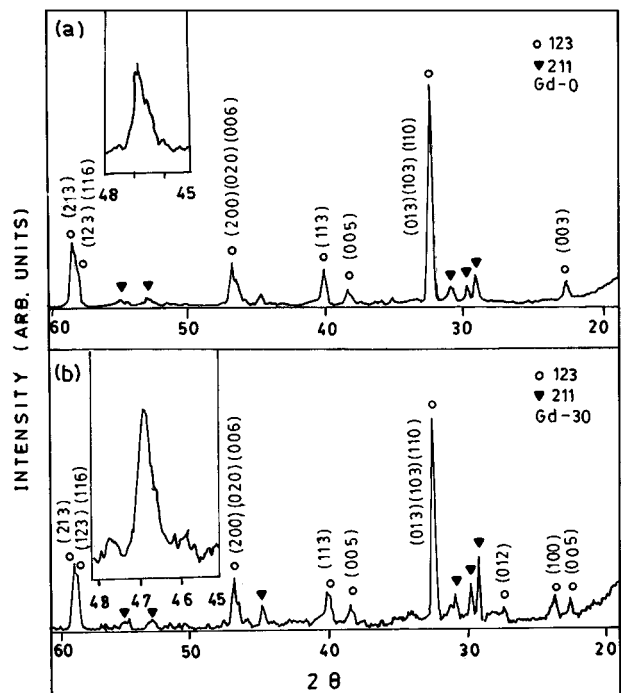 (a)
○ 123
▼ 211
Gd-0
48 45
(213)
(123) (116)
(200) (020) (006)
(113)
(005)
(013) (103) (110)
(003)
60 50 40 30 20
INTENSITY (ARB. UNITS)
(b)
○ 123
▼ 211
Gd-30
48 47 46 45
(213)
(123) (116)
(200) (020) (006)
(113)
(005)
(013) (103) (110)
(012)
(100)
(005)
60 50 40 30 20
2 θ